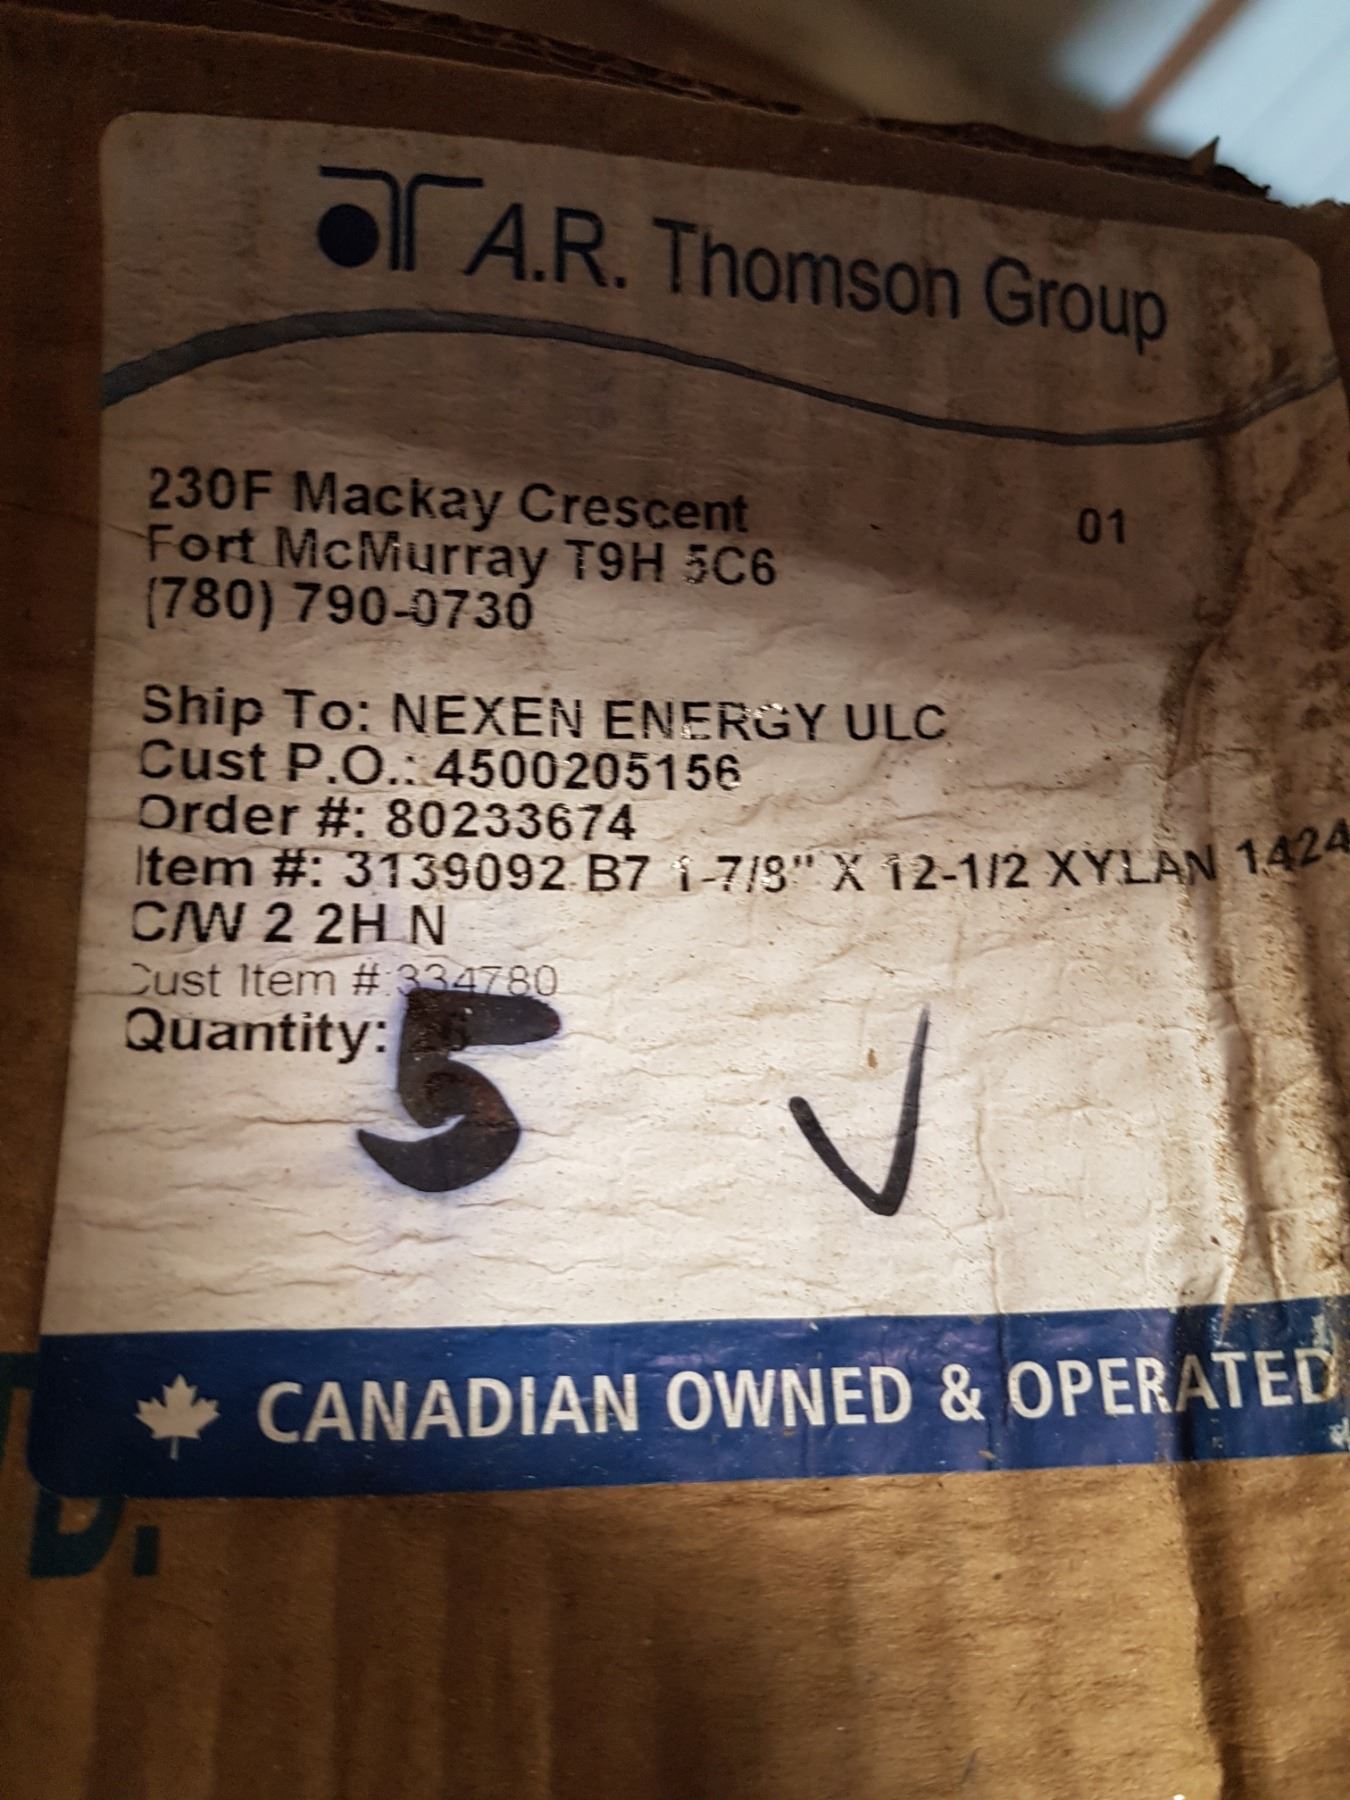 A.R. Thomson Group
230F Mackay Crescent 01
Fort McMurray T9H 5C6
(780) 790-0730
Ship To: NEXEN ENERGY ULC
Cust P.O.: 4500205156
Order #: 80233674
Item #: 3139092 B7 1-7/8" X 12-1/2 XYLAN 1424
C/W 2 2H N
Cust Item #:334780
Quantity:
5
CANADIAN OWNED & OPERATED
D.